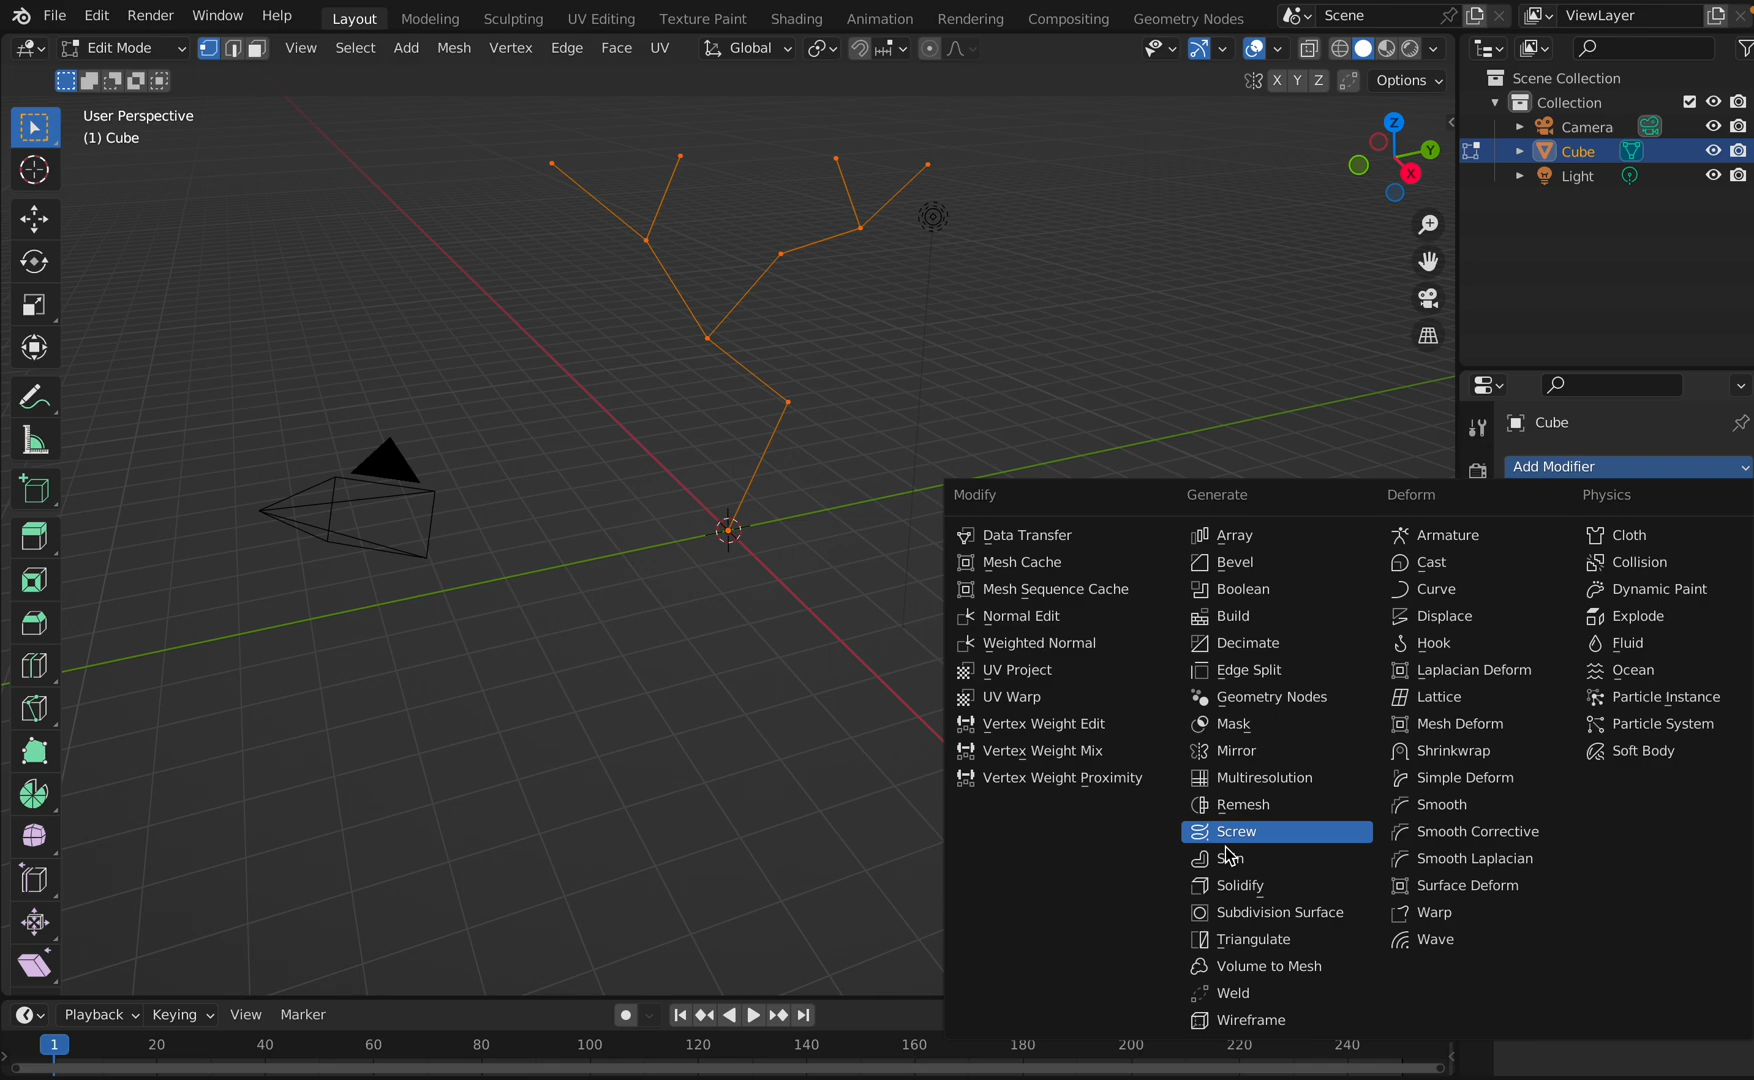 File Edit Render Window Help Layout Modeling Sculpting UV Editing Texture Paint Shading Animation Rendering Compositing Geometry Nodes Scene ViewLayer
Edit Mode View Select Add Mesh Vertex Edge Face UV Global
X Y Z Options
User Perspective
(1) Cube
Z
Y
X
Scene Collection
Collection
Camera
Cube
Light
Cube
Add Modifier
Modify Generate Deform Physics
Data Transfer Array Armature Cloth
Mesh Cache Bevel Cast Collision
Mesh Sequence Cache Boolean Curve Dynamic Paint
Normal Edit Build Displace Explode
Weighted Normal Decimate Hook Fluid
UV Project Edge Split Laplacian Deform Ocean
UV Warp Geometry Nodes Lattice Particle Instance
Vertex Weight Edit Mask Mesh Deform Particle System
Vertex Weight Mix Mirror Shrinkwrap Soft Body
Vertex Weight Proximity Multiresolution Simple Deform
Remesh Smooth
Screw Smooth Corrective
Smooth Laplacian
Solidify Surface Deform
Subdivision Surface Warp
Triangulate Wave
Volume to Mesh
Weld
Wireframe
Playback Keying View Marker
1 20 40 60 80 100 120 140 160 180 200 220 240